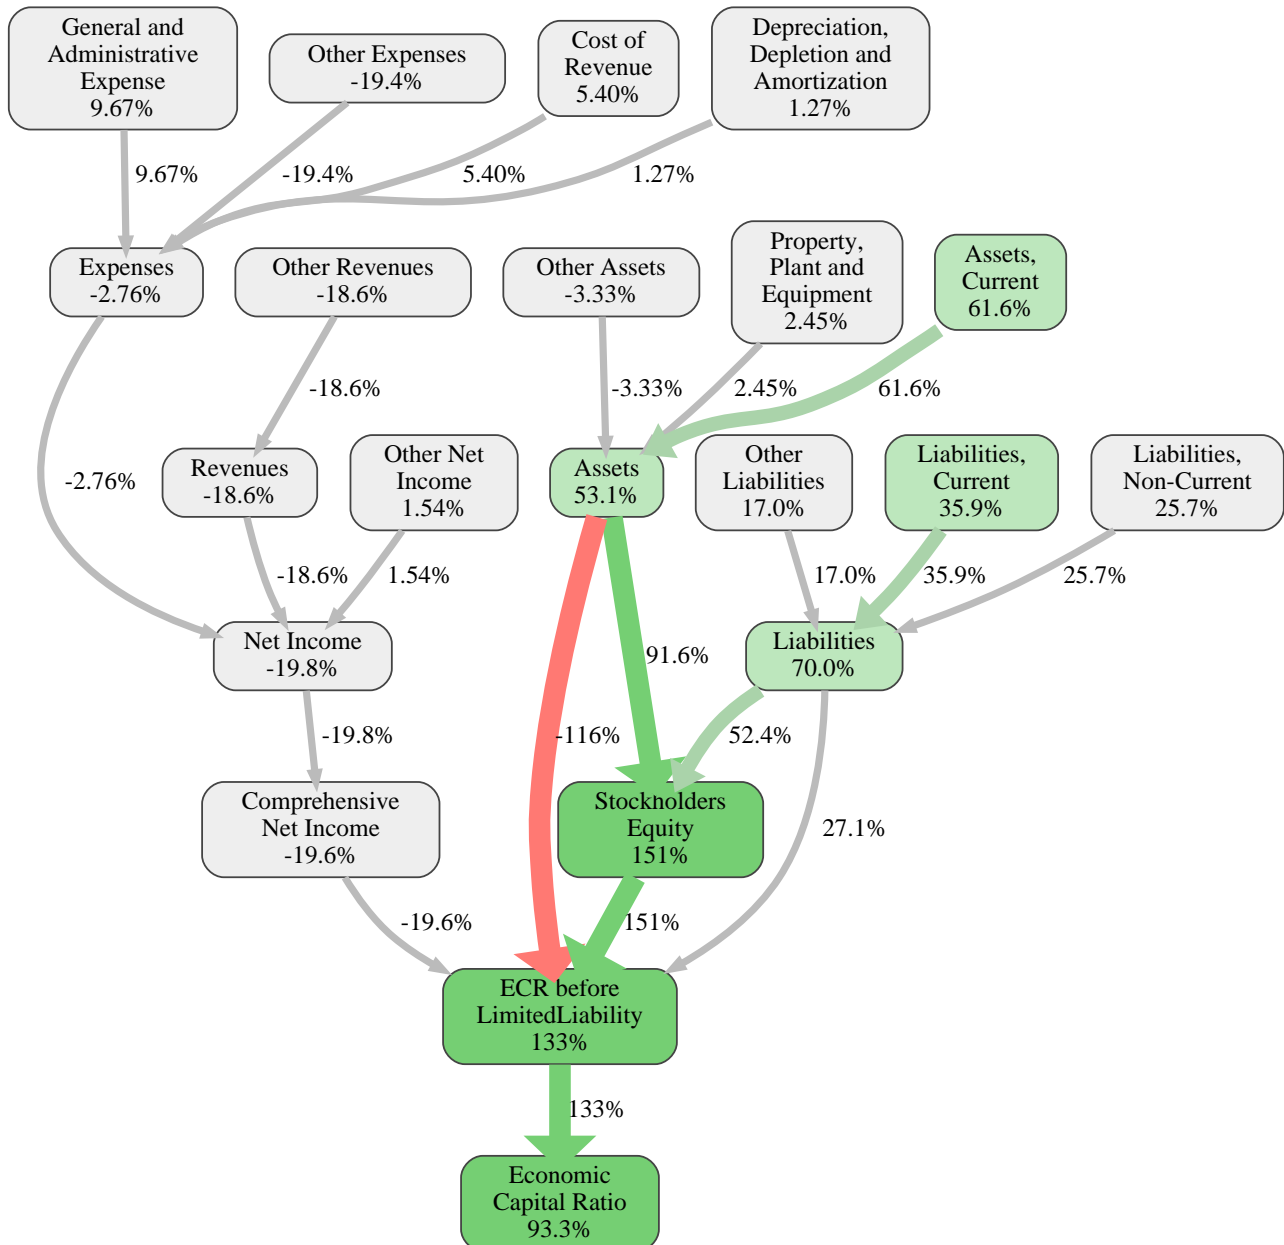 General and
Administrative
Expense
9.67%
Other Expenses
-19.4%
Cost of
Revenue
5.40%
Depreciation,
Depletion and
Amortization
1.27%
9.67%
-19.4%
5.40%
1.27%
Expenses
-2.76%
Other Revenues
-18.6%
Other Assets
-3.33%
Property,
Plant and
Equipment
2.45%
Assets,
Current
61.6%
-18.6%
-3.33%
2.45%
61.6%
-2.76%
Revenues
-18.6%
Other Net
Income
1.54%
Assets
53.1%
Other
Liabilities
17.0%
Liabilities,
Current
35.9%
Liabilities,
Non-Current
25.7%
-18.6%
1.54%
17.0%
35.9%
25.7%
Net Income
-19.8%
91.6%
Liabilities
70.0%
-19.8%
-116%
52.4%
Comprehensive
Net Income
-19.6%
Stockholders
Equity
151%
27.1%
-19.6%
151%
ECR before
LimitedLiability
133%
133%
Economic
Capital Ratio
93.3%